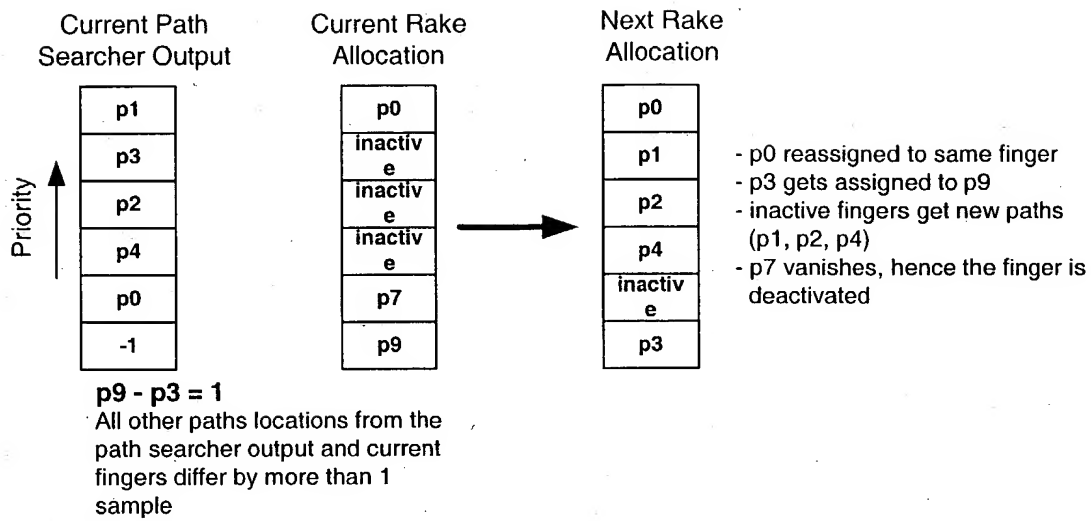 Current Path
Searcher Output
Current Rake
Allocation
Next Rake
Allocation
Priority
p1
p3
p2
p4
p0
-1
p0
inactiv
e
inactiv
e
inactiv
e
p7
p9
p0
p1
p2
p4
inactiv
e
p3
- p0 reassigned to same finger
- p3 gets assigned to p9
- inactive fingers get new paths
(p1, p2, p4)
- p7 vanishes, hence the finger is
deactivated
p9 - p3 = 1
All other paths locations from the
path searcher output and current
fingers differ by more than 1
sample